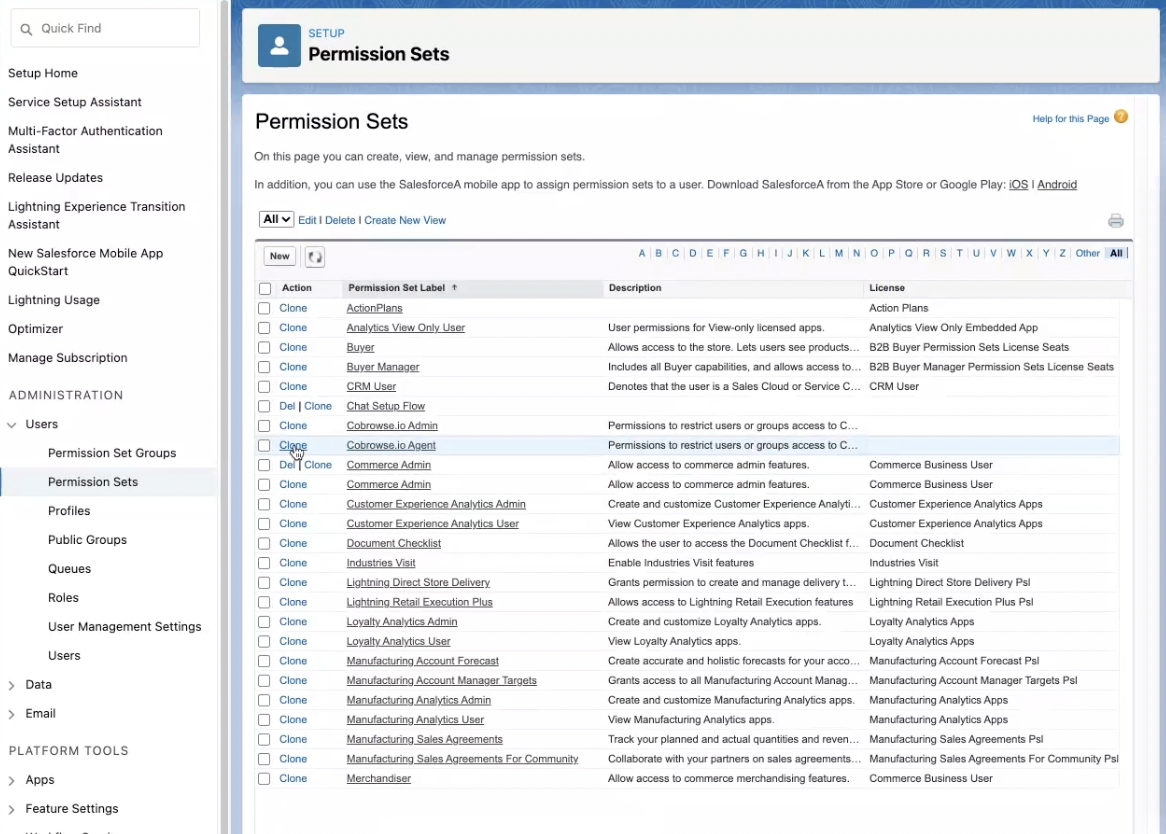 Quick Find
Setup Home
Service Setup Assistant
Multi-Factor Authentication
Assistant
Release Updates
Lightning Experience Transition
Assistant
New Salesforce Mobile App
QuickStart
Lightning Usage
Optimizer
Manage Subscription
ADMINISTRATION
Users
Permission Set Groups
Permission Sets
Profiles
Public Groups
Queues
Roles
User Management Settings
Users
Data
Email
PLATFORM TOOLS
Apps
Feature Settings
SETUP
Permission Sets
Permission Sets
Help for this Page ?
On this page you can create, view, and manage permission sets.
In addition, you can use the SalesforceA mobile app to assign permission sets to a user. Download SalesforceA from the App Store or Google Play: iOS | Android
All Edit | Delete | Create New View
New A | B | C | D | E | F | G | H | I | J | K | L | M | N | O | P | Q | R | S | T | U | V | W | X | Y | Z | Other | All |
Action Permission Set Label ↑ Description License
Clone ActionPlans Action Plans
Clone Analytics View Only User User permissions for View-only licensed apps. Analytics View Only Embedded App
Clone Buyer Allows access to the store. Lets users see products... B2B Buyer Permission Sets License Seats
Clone Buyer Manager Includes all Buyer capabilities, and allows access to... B2B Buyer Manager Permission Sets License Seats
Clone CRM User Denotes that the user is a Sales Cloud or Service C... CRM User
Del | Clone Chat Setup Flow
Clone Cobrowse.io Admin Permissions to restrict users or groups access to C...
Clone Cobrowse.io Agent Permissions to restrict users or groups access to C...
Del | Clone Commerce Admin Allow access to commerce admin features. Commerce Business User
Clone Commerce Admin Allow access to commerce admin features. Commerce Business User
Clone Customer Experience Analytics Admin Create and customize Customer Experience Analyti... Customer Experience Analytics Apps
Clone Customer Experience Analytics User View Customer Experience Analytics apps. Customer Experience Analytics Apps
Clone Document Checklist Allows the user to access the Document Checklist f... Document Checklist
Clone Industries Visit Enable Industries Visit features Industries Visit
Clone Lightning Direct Store Delivery Grants permission to create and manage delivery t... Lightning Direct Store Delivery Psl
Clone Lightning Retail Execution Plus Allows access to Lightning Retail Execution features Lightning Retail Execution Plus Psl
Clone Loyalty Analytics Admin Create and customize Loyalty Analytics apps. Loyalty Analytics Apps
Clone Loyalty Analytics User View Loyalty Analytics apps. Loyalty Analytics Apps
Clone Manufacturing Account Forecast Create accurate and holistic forecasts for your acco... Manufacturing Account Forecast Psl
Clone Manufacturing Account Manager Targets Grants access to all Manufacturing Account Manag... Manufacturing Account Manager Targets Psl
Clone Manufacturing Analytics Admin Create and customize Manufacturing Analytics apps. Manufacturing Analytics Apps
Clone Manufacturing Analytics User View Manufacturing Analytics apps. Manufacturing Analytics Apps
Clone Manufacturing Sales Agreements Track your planned and actual quantities and reven... Manufacturing Sales Agreements Psl
Clone Manufacturing Sales Agreements For Community Collaborate with your partners on sales agreements... Manufacturing Sales Agreements For Community Psl
Clone Merchandiser Allow access to commerce merchandising features. Commerce Business User